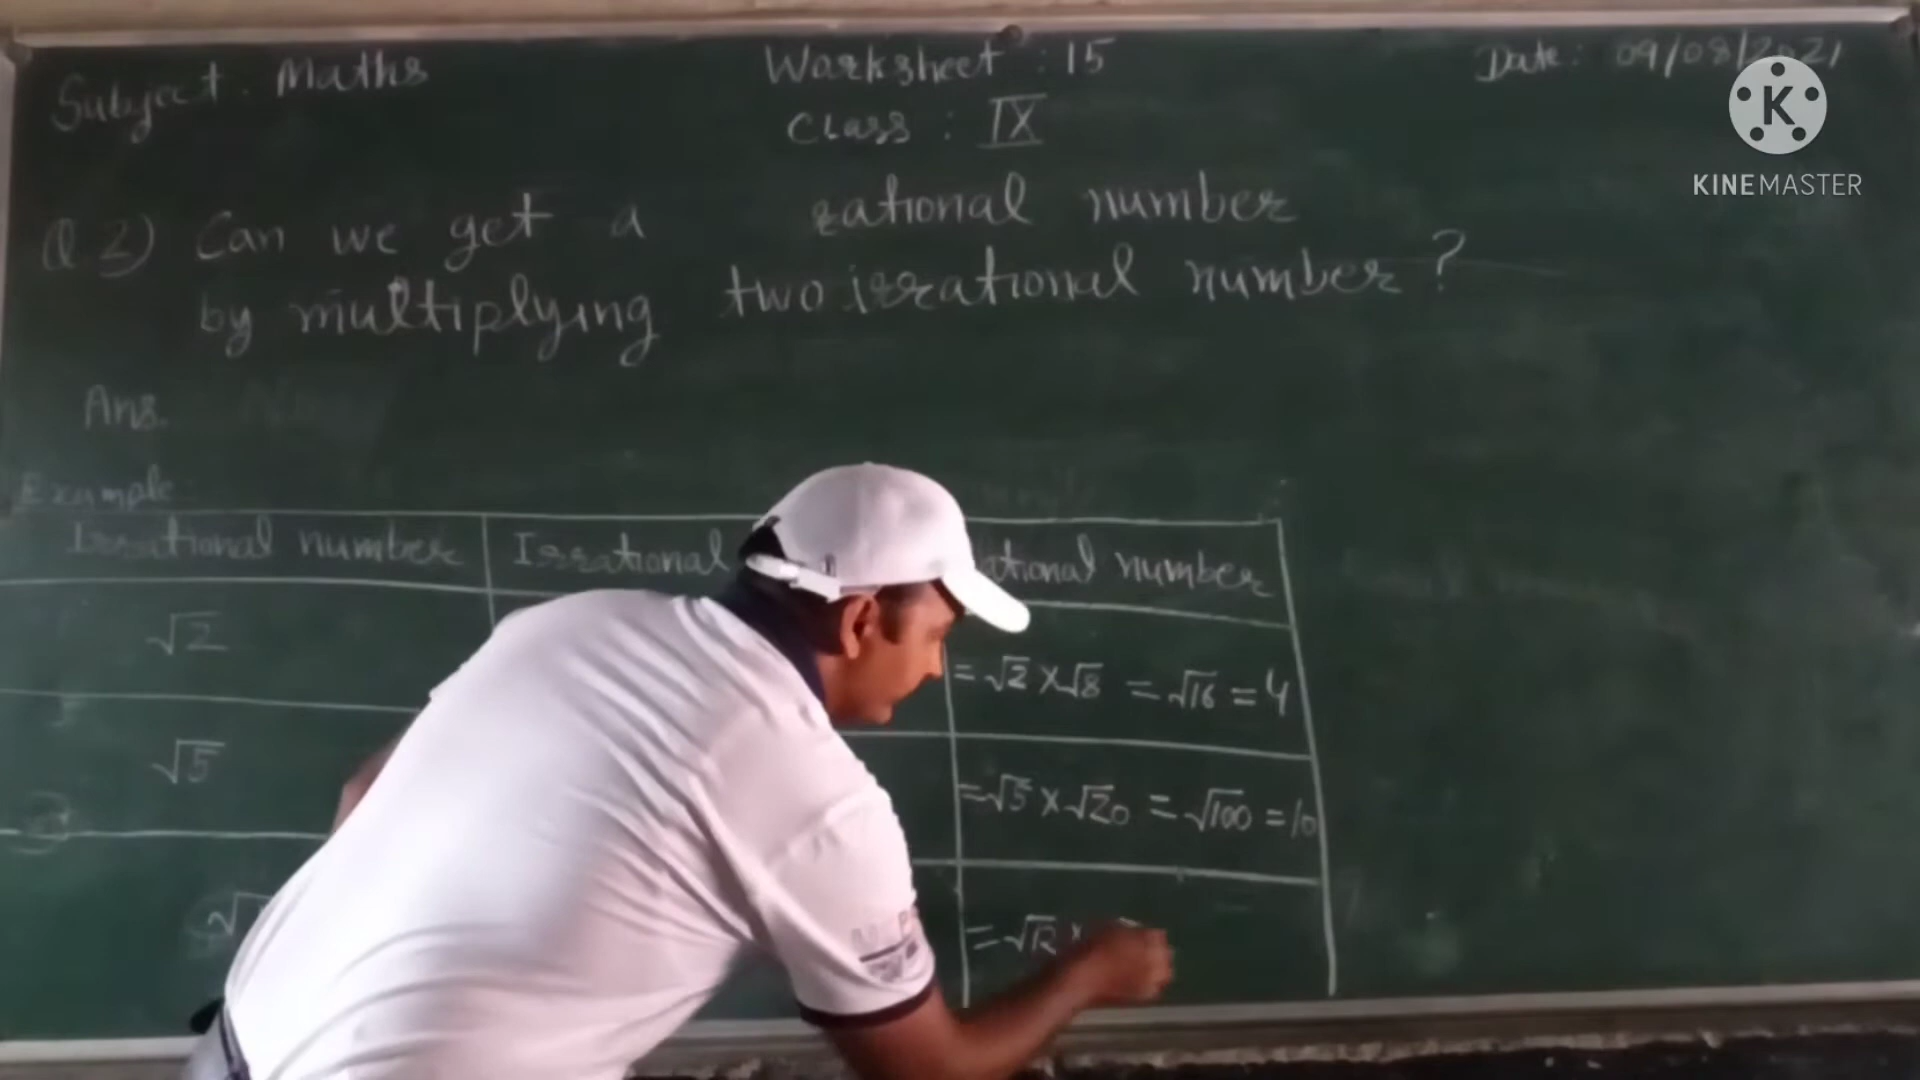 Subject. Maths
Worksheet : 15
Date: 09/08/2021
Class : IX
KINEMASTER
Q.2) Can we get a rational number
by multiplying two irrational number ?
Ans.
Example:
Irrational number Irrational ational number
√2 = √2 × √8 = √16 = 4
√5 = √5 × √20 = √100 = 10
√ = √12 ×